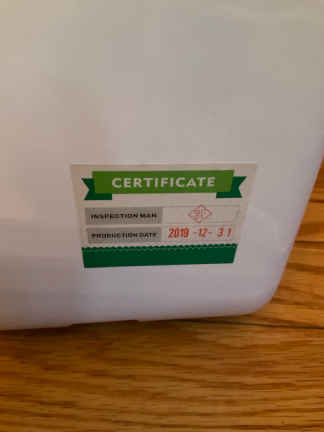 CERTIFICATE
INSPECTION MAN
PRODUCTION DATE 2019 -12- 31